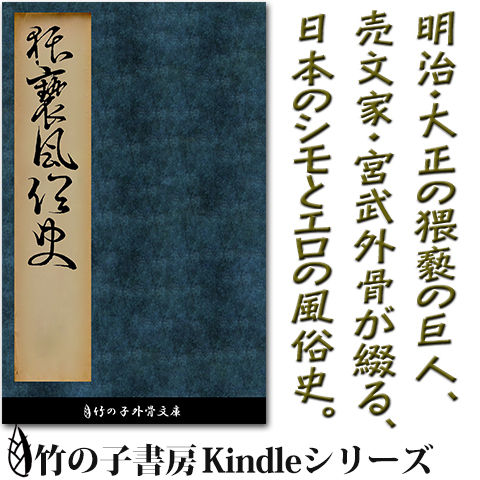 明治・大正の猥褻の巨人、
売文家・宮武外骨が綴る、
日本のシモとエロの風俗史。
猥褻風俗史
竹の子外骨文庫
竹の子書房Kindleシリーズ